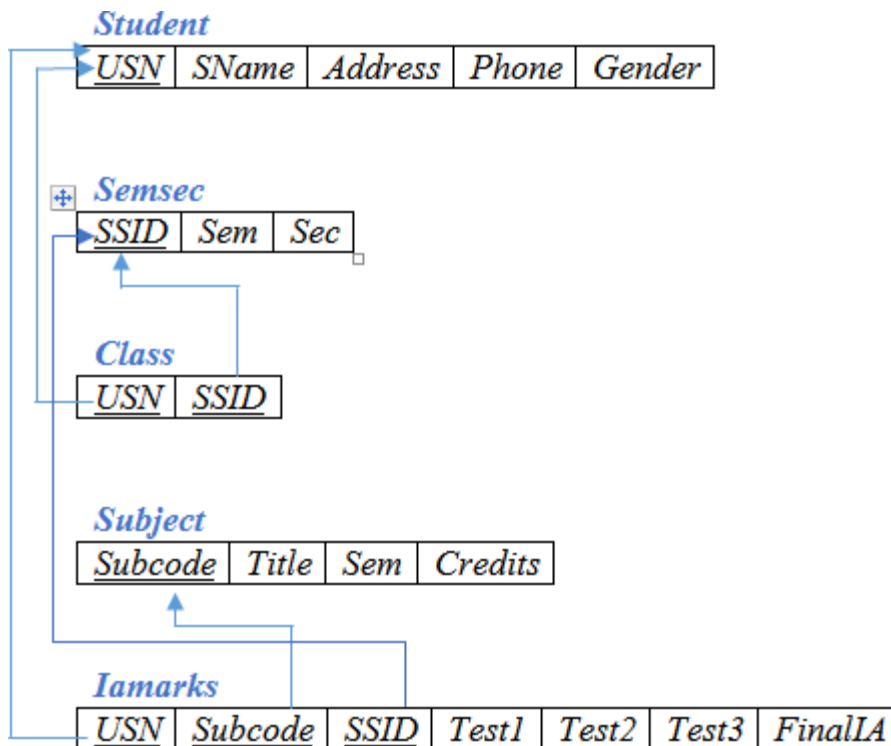 Student
USN SName Address Phone Gender
Semsec
SSID Sem Sec
Class
USN SSID
Subject
Subcode Title Sem Credits
Iamarks
USN Subcode SSID Test1 Test2 Test3 FinalIA